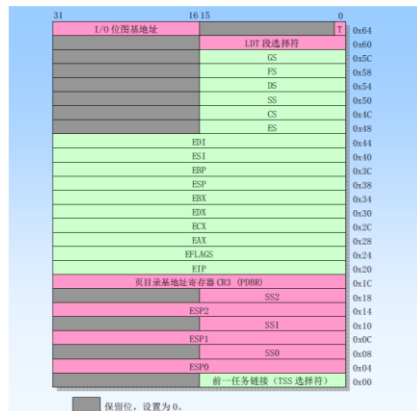 31 16 15 0
I/O 位图基地址 T 0x64
LDT 段选择符 0x60
GS 0x5C
FS 0x58
DS 0x54
SS 0x50
CS 0x4C
ES 0x48
EDI 0x44
ESI 0x40
EBP 0x3C
ESP 0x38
EBX 0x34
EDX 0x30
ECX 0x2C
EAX 0x28
EFLAGS 0x24
EIP 0x20
页目录基地址寄存器 CR3 (PDBR) 0x1C
SS2 0x18
ESP2 0x14
SS1 0x10
ESP1 0x0C
SS0 0x08
ESP0 0x04
前一任务链接（TSS 选择符） 0x00
保留位，设置为 0。